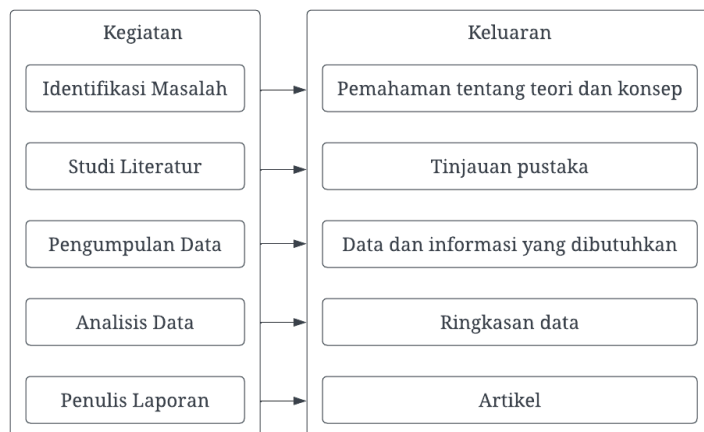 Kegiatan
Keluaran
Identifikasi Masalah
Pemahaman tentang teori dan konsep
Studi Literatur
Tinjauan pustaka
Pengumpulan Data
Data dan informasi yang dibutuhkan
Analisis Data
Ringkasan data
Penulis Laporan
Artikel